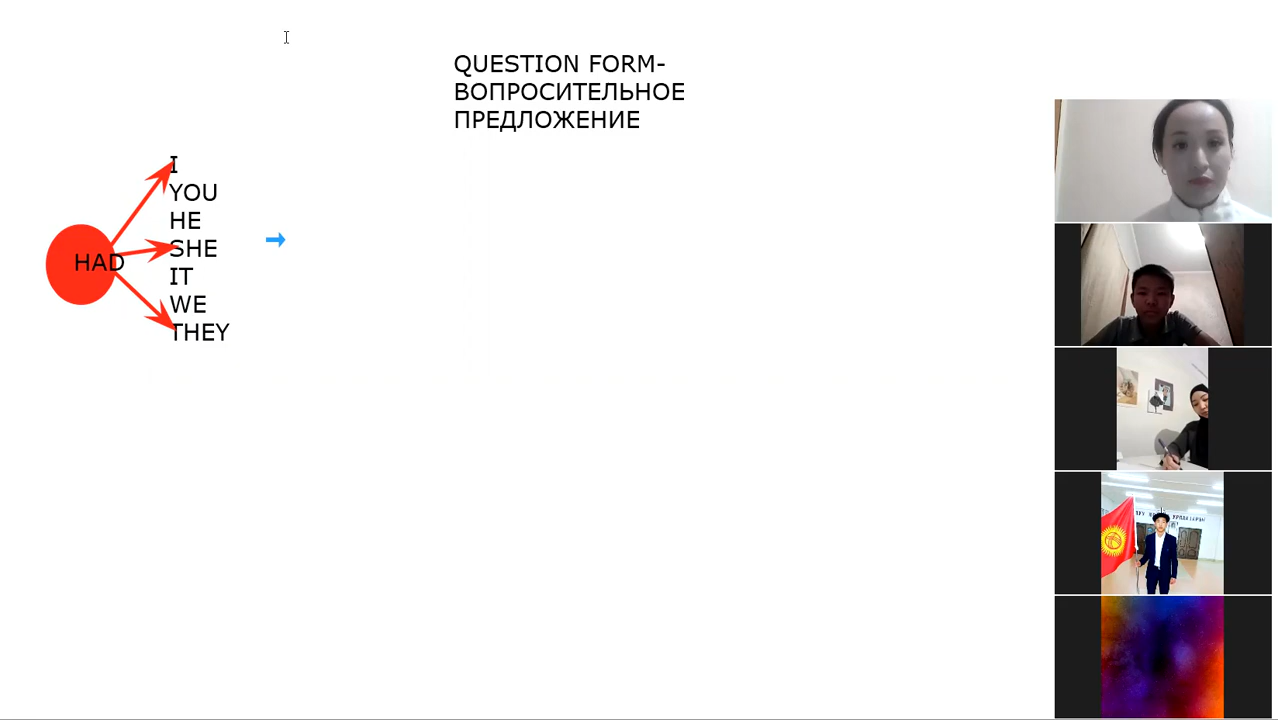 QUESTION FORM-
ВОПРОСИТЕЛЬНОЕ
ПРЕДЛОЖЕНИЕ
I
YOU
HE
SHE
HAD
IT
WE
THEY